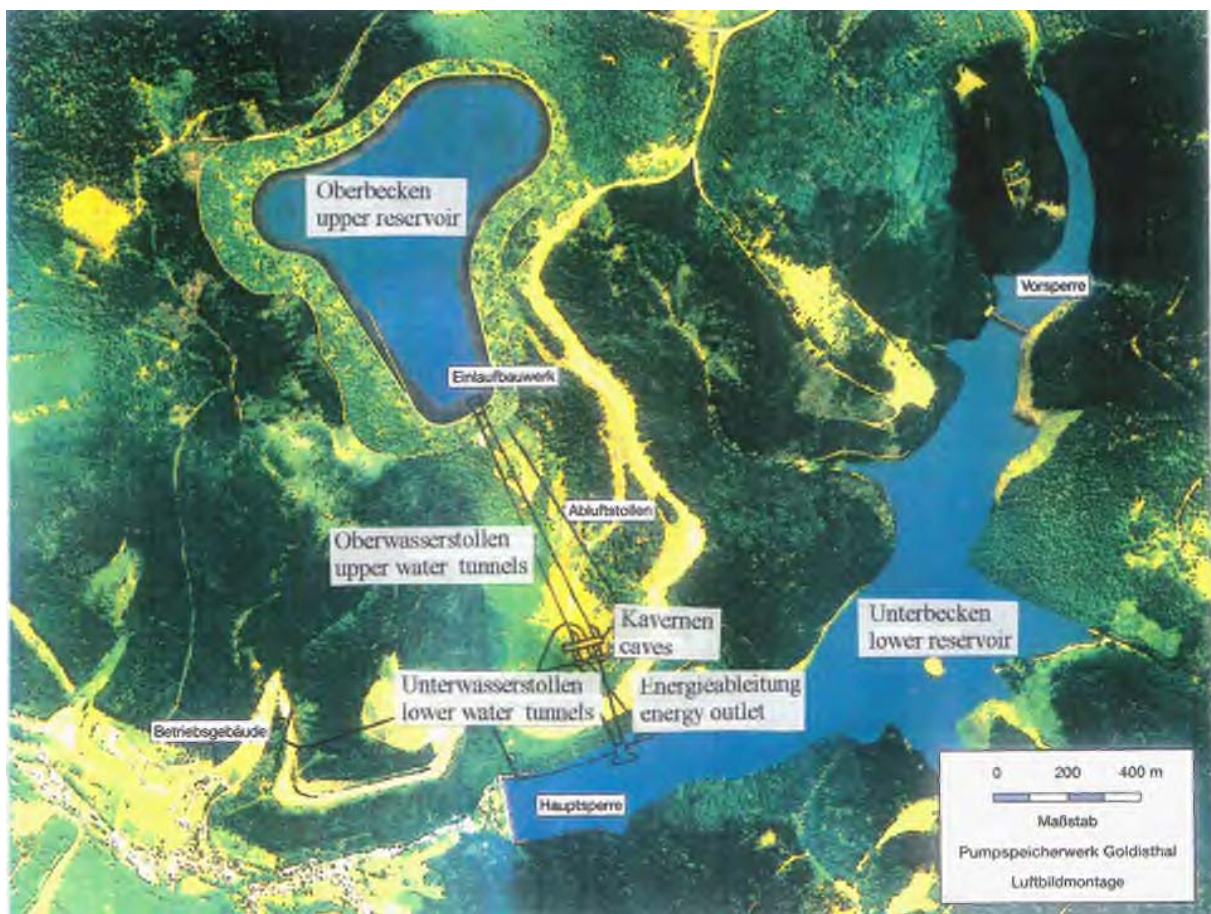 Oberbecken
upper reservoir
Vorsperre
Einlaufbauwerk
Abluftstollen
Oberwasserstollen
upper water tunnels
Kavernen
caves
Unterbecken
lower reservoir
Unterwasserstollen
lower water tunnels
Energieableitung
energy outlet
Betriebsgebäude
Hauptsperre
0 200 400 m
Maßstab
Pumpspeicherwerk Goldisthal
Luftbildmontage